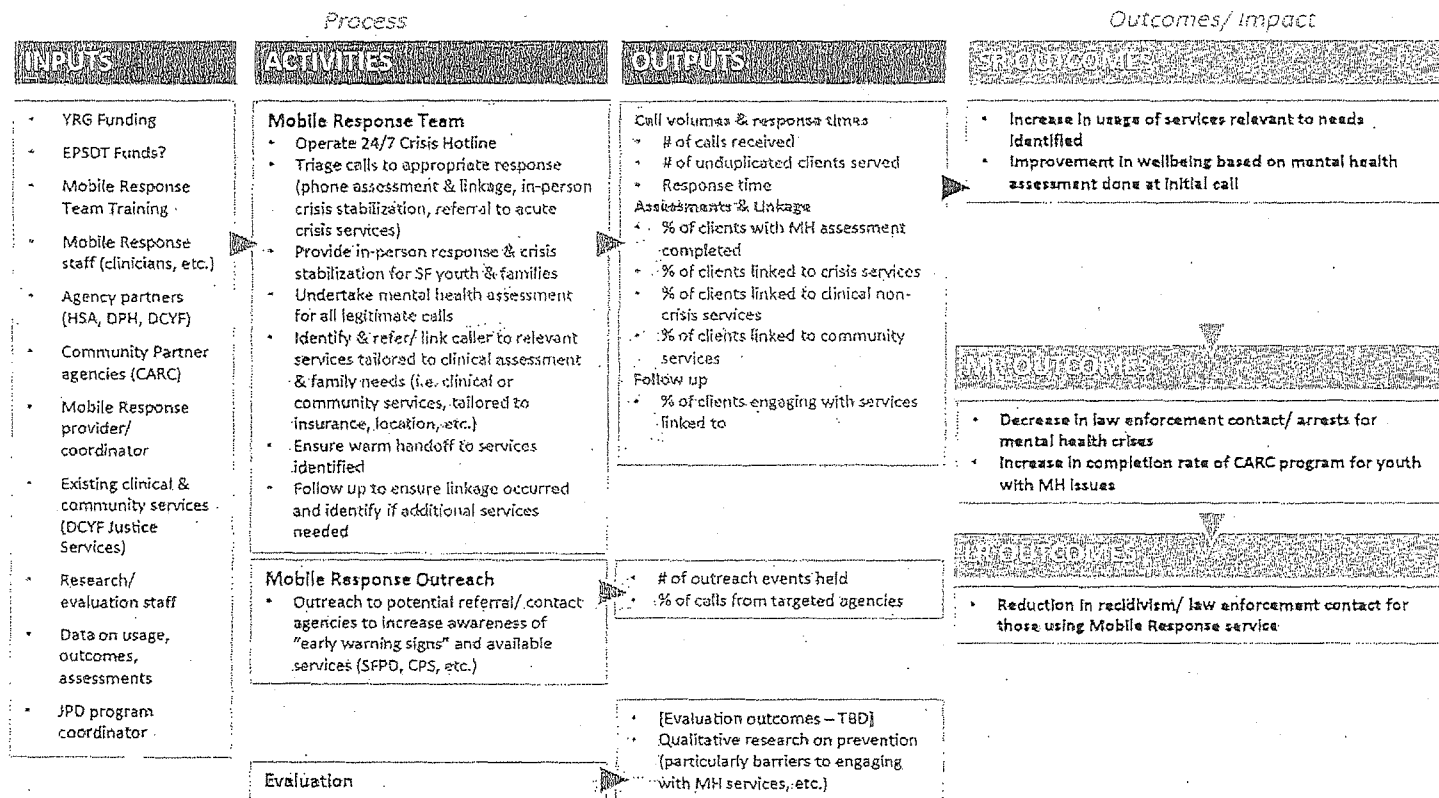 Process
Outcomes/ Impact
INPUTS
YRG Funding
EPSDT Funds?
Mobile Response
Team Training
Mobile Response
staff (clinicians, etc.)
Agency partners
(HSA, DPH, DCYF)
Community Partner
agencies (CARC)
Mobile Response
provider/
coordinator
Existing clinical &
community services
(DCYF Justice
Services)
Research/
evaluation staff
Data on usage,
outcomes,
assessments
JPD program
coordinator
ACTIVITIES
Mobile Response Team
Operate 24/7 Crisis Hotline
Triage calls to appropriate response
(phone assessment & linkage, in-person
crisis stabilization, referral to acute
crisis services)
Provide in-person response & crisis
stabilization for SF youth & families
Undertake mental health assessment
for all legitimate calls
Identify & refer/ link caller to relevant
services tailored to clinical assessment
& family needs (i.e. clinical or
community services, tailored to
insurance, location, etc.)
Ensure warm handoff to services
identified
Follow up to ensure linkage occurred
and identify if additional services
needed
Mobile Response Outreach
Outreach to potential referral/ contact
agencies to increase awareness of
"early warning signs" and available
services (SFPD, CPS, etc.)
Evaluation
OUTPUTS
Call volumes & response times
# of calls received
# of unduplicated clients served
Response time
Assessments & Linkage
% of clients with MH assessment
completed
% of clients linked to crisis services
% of clients linked to clinical non-
crisis services
% of clients linked to community
services
Follow up
% of clients engaging with services
linked to
# of outreach events held
% of calls from targeted agencies
[Evaluation outcomes – TBD]
Qualitative research on prevention
(particularly barriers to engaging
with MH services, etc.)
SR OUTCOMES
Increase in usage of services relevant to needs
identified
Improvement in wellbeing based on mental health
assessment done at initial call
MR OUTCOMES
Decrease in law enforcement contact/ arrests for
mental health crises
Increase in completion rate of CARC program for youth
with MH issues
LR OUTCOMES
Reduction in recidivism/ law enforcement contact for
those using Mobile Response service